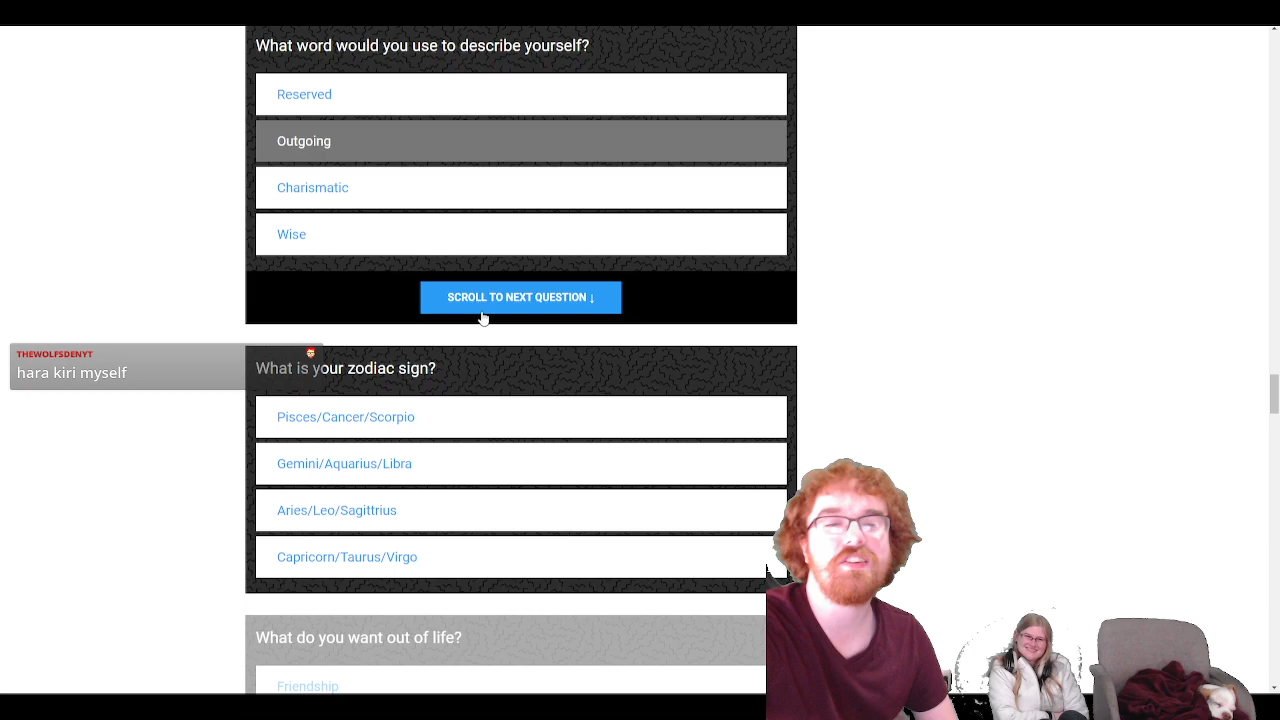 What word would you use to describe yourself?
Reserved
Outgoing
Charismatic
Wise
SCROLL TO NEXT QUESTION ↓
THEWOLFSDENYT
hara kiri myself
What is your zodiac sign?
Pisces/Cancer/Scorpio
Gemini/Aquarius/Libra
Aries/Leo/Sagittrius
Capricorn/Taurus/Virgo
What do you want out of life?
Friendship